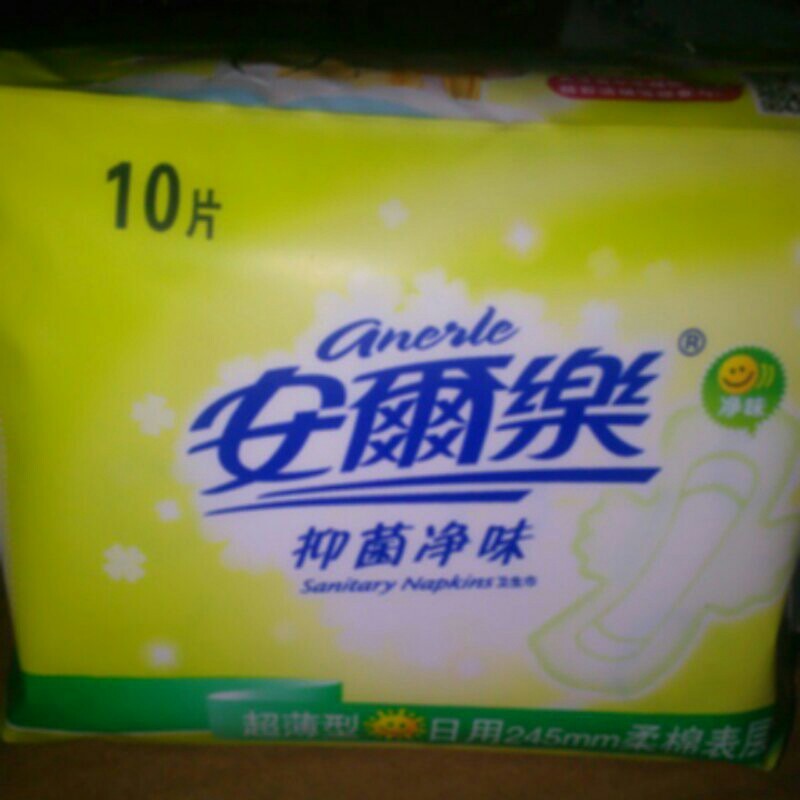 10片
anerle
安爾樂®
净味
抑菌净味
Sanitary Napkins 卫生巾
超薄型 日用245mm柔棉表层